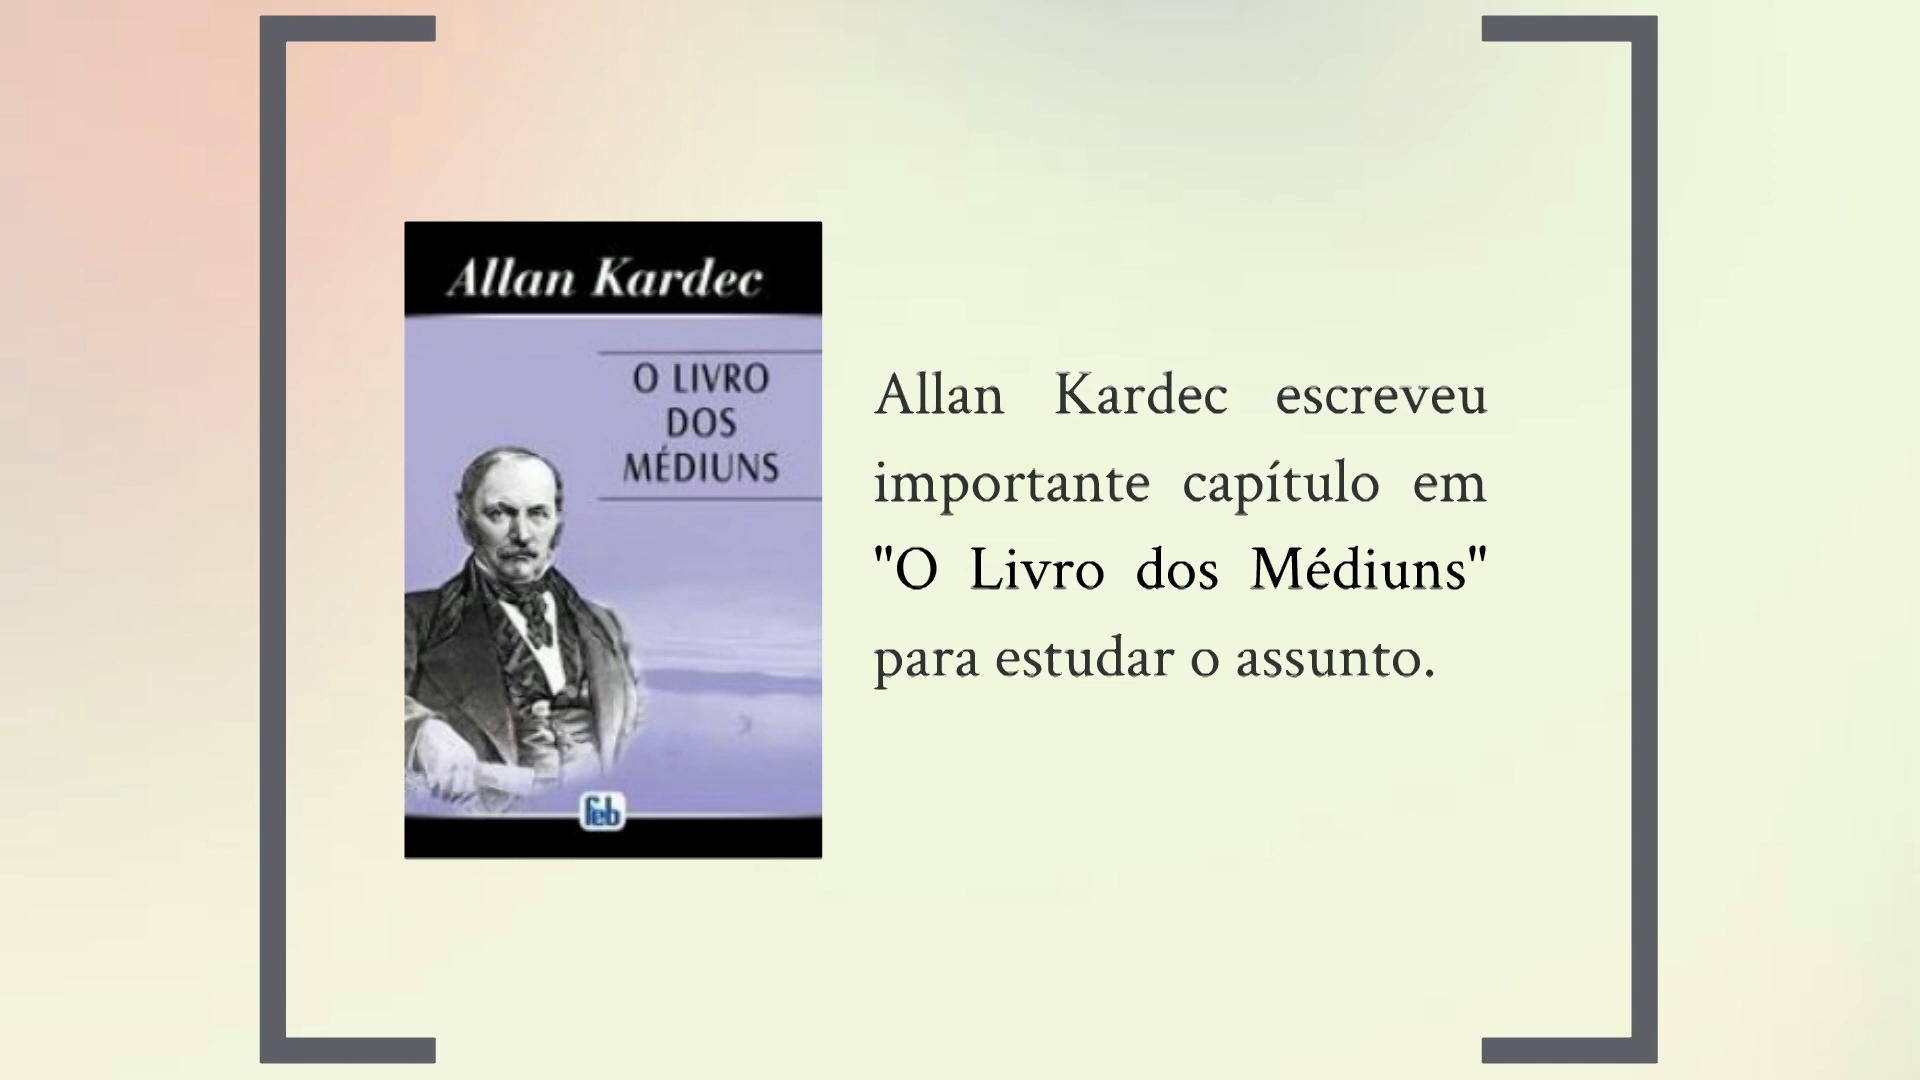 Allan Kardec
O LIVRO
DOS
MÉDIUNS
feb
Allan Kardec escreveu
importante capítulo em
"O Livro dos Médiuns"
para estudar o assunto.